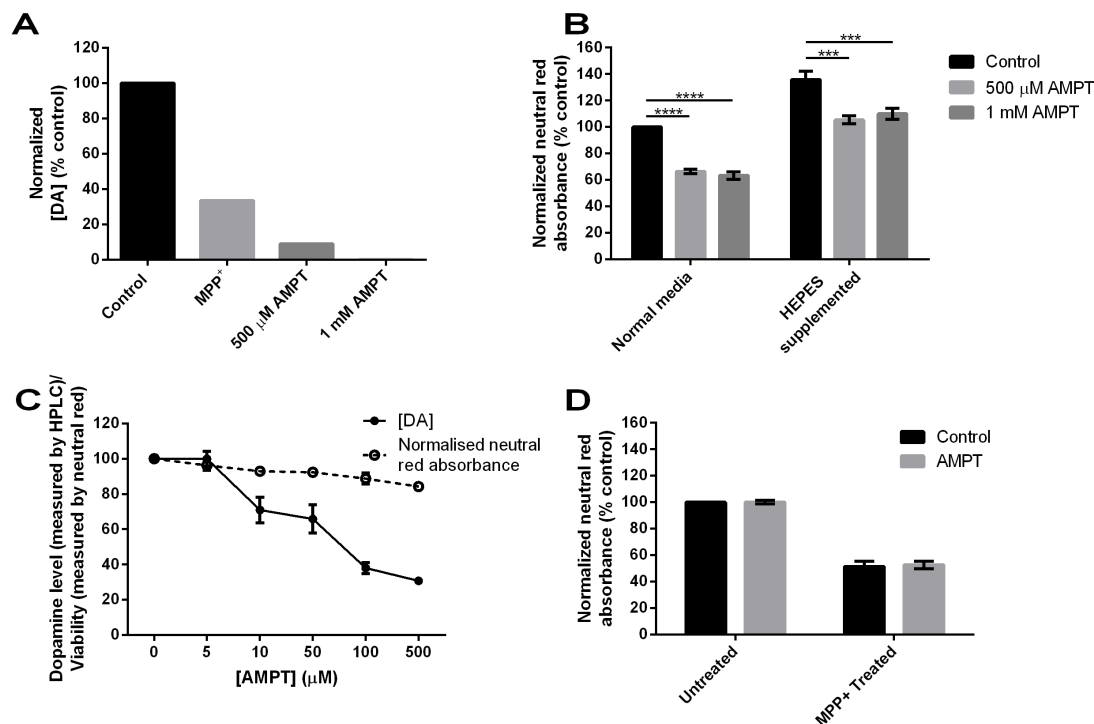 A
Normalized
[DA] (% control)
120
100
80
60
40
20
0
Control
MPP+
500 μM AMPT
1 mM AMPT
B
Normalized neutral red
absorbance (% control)
160
140
120
100
80
60
40
20
0
****
****
***
***
Normal media
HEPES
supplemented
Control
500 μM AMPT
1 mM AMPT
C
Dopamine level (measured by HPLC)/
Viability (measured by neutral red)
120
100
80
60
40
20
0
0
5
10
50
100
500
[AMPT] (μM)
[DA]
Normalised neutral
red absorbance
D
Normalized neutral red
absorbance (% control)
160
140
120
100
80
60
40
20
0
Untreated
MPP+ Treated
Control
AMPT